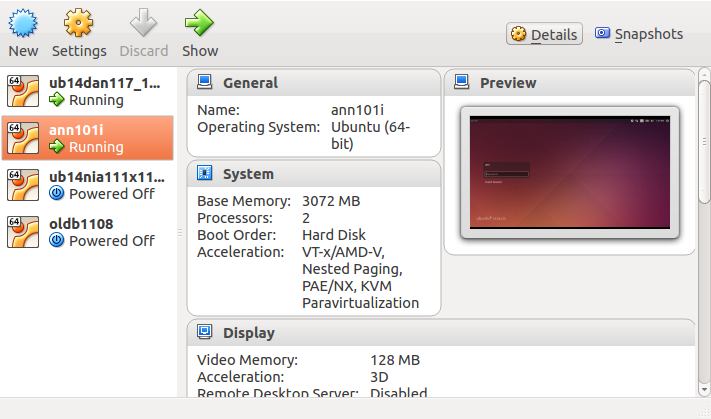 New Settings Discard Show Details Snapshots
64 ub14dan117_1...
Running
64 ann101i
Running
64 ub14nia111x11...
Powered Off
64 oldb1108
Powered Off
General
Name: ann101i
Operating System: Ubuntu (64-
bit)
System
Base Memory: 3072 MB
Processors: 2
Boot Order: Hard Disk
Acceleration: VT-x/AMD-V,
Nested Paging,
PAE/NX, KVM
Paravirtualization
Display
Video Memory: 128 MB
Acceleration: 3D
Remote Desktop Server: Disabled
Preview